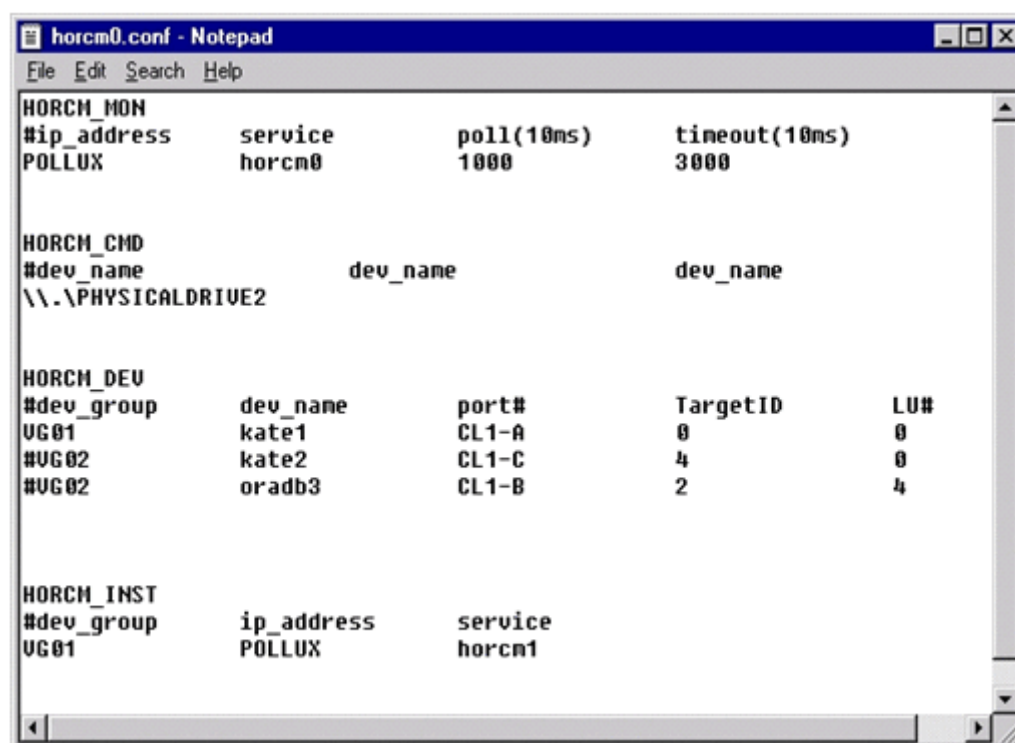 horcm0.conf - Notepad
File Edit Search Help
HORCM_MON
#ip_address service poll(10ms) timeout(10ms)
POLLUX horcm0 1000 3000
HORCM_CMD
#dev_name dev_name dev_name
\\.\PHYSICALDRIVE2
HORCM_DEV
#dev_group dev_name port# TargetID LU#
VG01 kate1 CL1-A 0 0
#VG02 kate2 CL1-C 4 0
#VG02 oradb3 CL1-B 2 4
HORCM_INST
#dev_group ip_address service
VG01 POLLUX horcm1